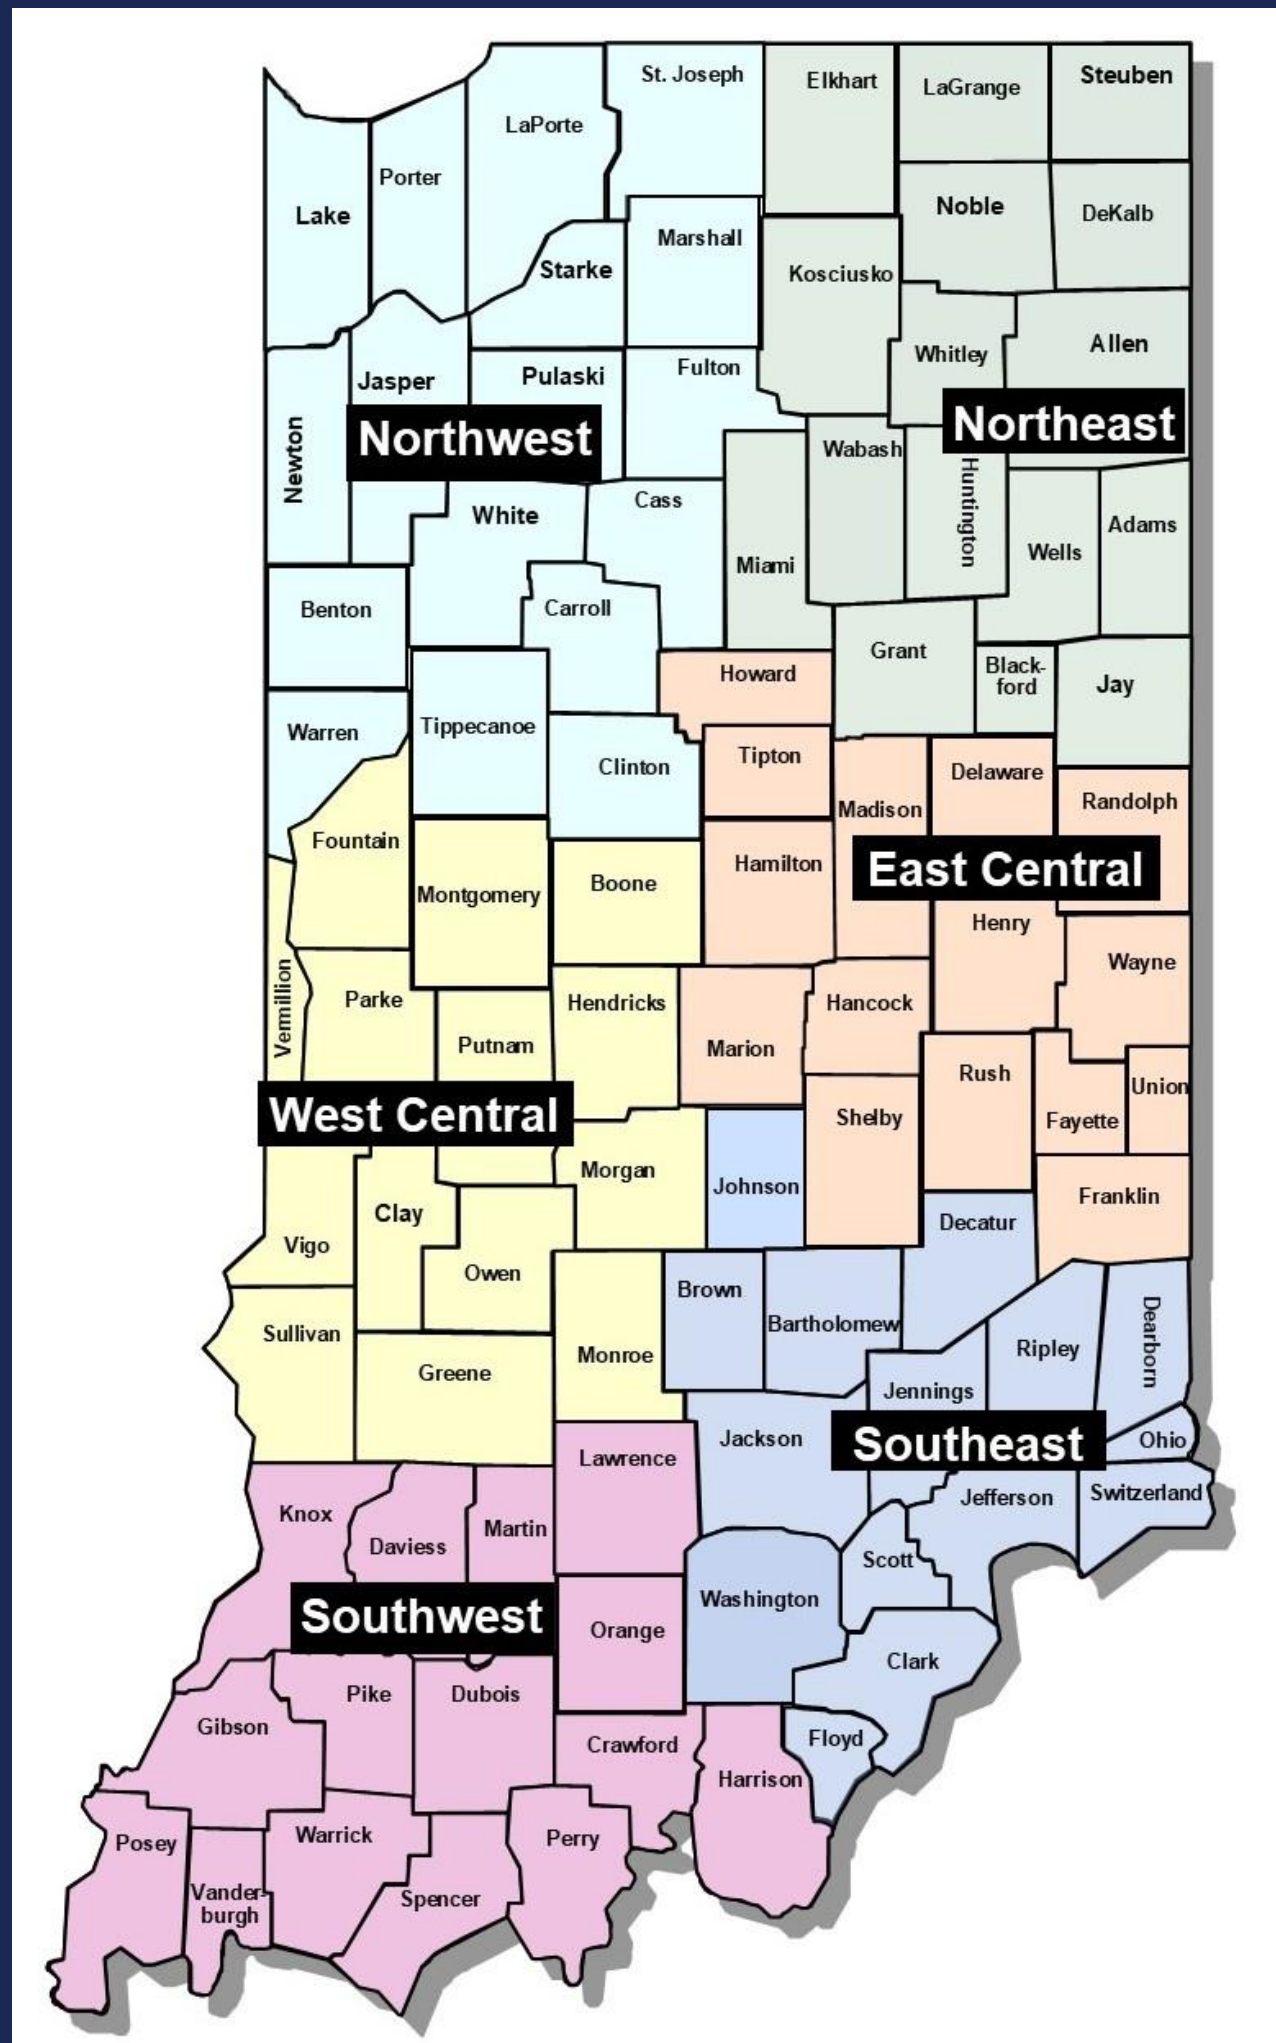 St. Joseph
Elkhart
LaGrange
Steuben
LaPorte
Porter
Lake
Noble
DeKalb
Marshall
Starke
Kosciusko
Allen
Whitley
Fulton
Pulaski
Jasper
Northwest
Northeast
Newton
Wabash
Huntington
Cass
White
Adams
Wells
Miami
Benton
Carroll
Grant
Howard
Black-
ford
Jay
Warren
Tippecanoe
Clinton
Tipton
Delaware
Madison
Randolph
Fountain
Montgomery
Boone
Hamilton
East Central
Henry
Wayne
Vermillion
Parke
Hendricks
Hancock
Putnam
Marion
Rush
Union
West Central
Shelby
Fayette
Morgan
Johnson
Franklin
Clay
Vigo
Decatur
Owen
Brown
Bartholomew
Dearborn
Sullivan
Monroe
Ripley
Greene
Jennings
Jackson
Southeast
Ohio
Lawrence
Switzerland
Jefferson
Knox
Martin
Daviess
Scott
Washington
Southwest
Orange
Clark
Pike
Dubois
Gibson
Crawford
Floyd
Harrison
Posey
Warrick
Perry
Vander-
burgh
Spencer